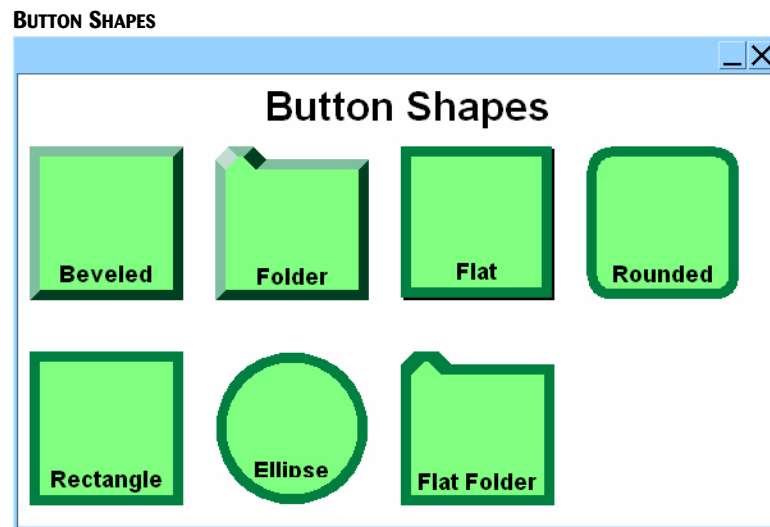 BUTTON SHAPES
Button Shapes
Beveled Folder Flat Rounded
Rectangle Ellipse Flat Folder